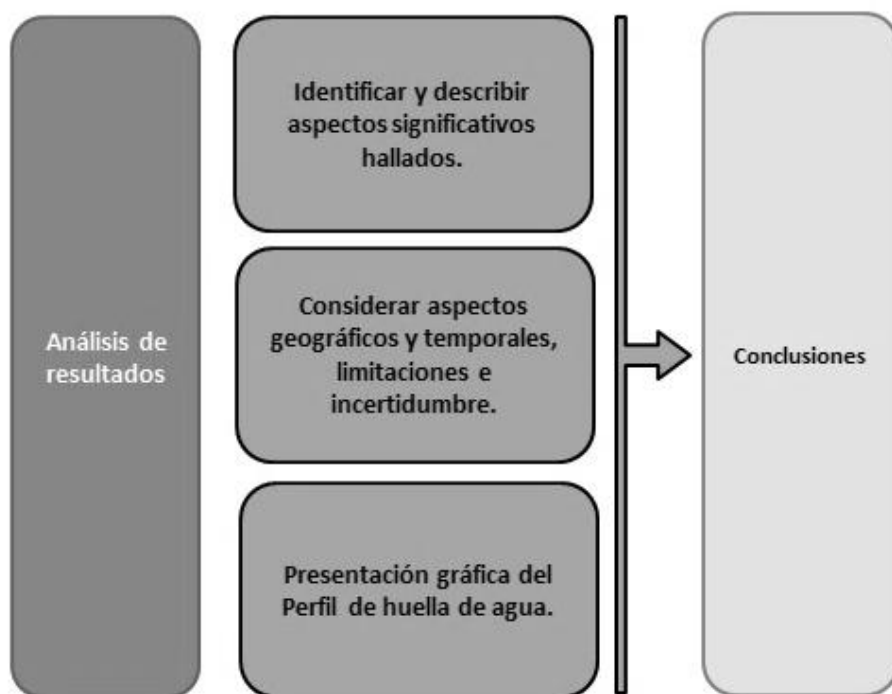 Análisis de
resultados
Identificar y describir
aspectos significativos
hallados.
Considerar aspectos
geográficos y temporales,
limitaciones e
incertidumbre.
Presentación gráfica del
Perfil de huella de agua.
Conclusiones